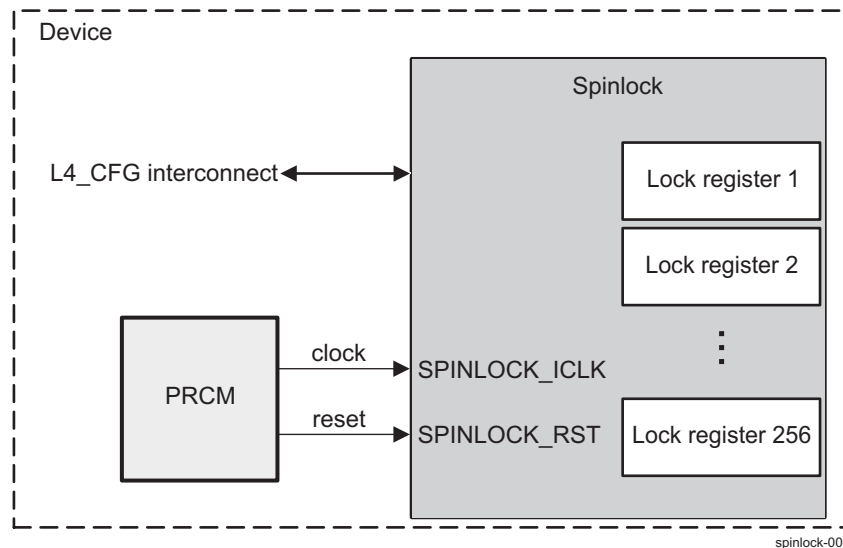 Device
Spinlock
L4_CFG interconnect
Lock register 1
Lock register 2
clock
SPINLOCK_ICLK
PRCM
reset
SPINLOCK_RST
Lock register 256
spinlock-00